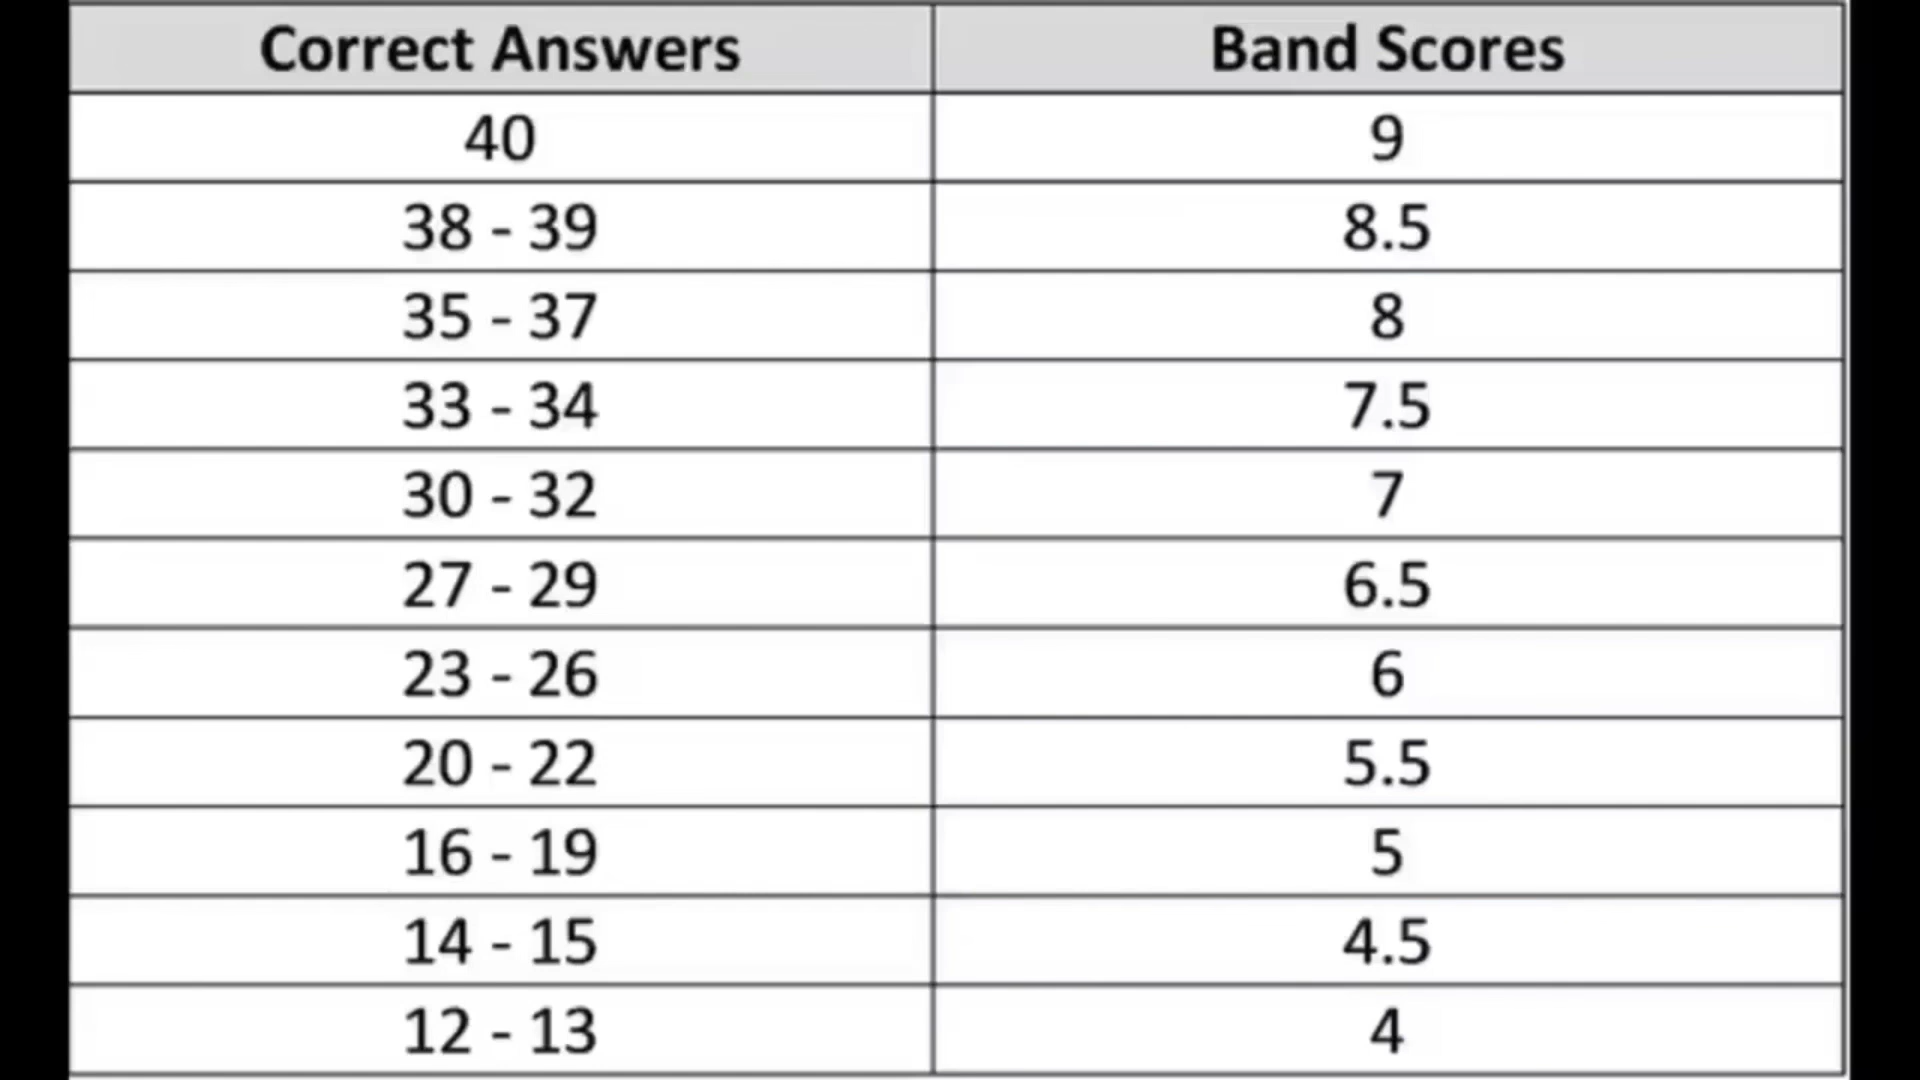 Correct Answers Band Scores
40 9
38 - 39 8.5
35 - 37 8
33 - 34 7.5
30 - 32 7
27 - 29 6.5
23 - 26 6
20 - 22 5.5
16 - 19 5
14 - 15 4.5
12 - 13 4